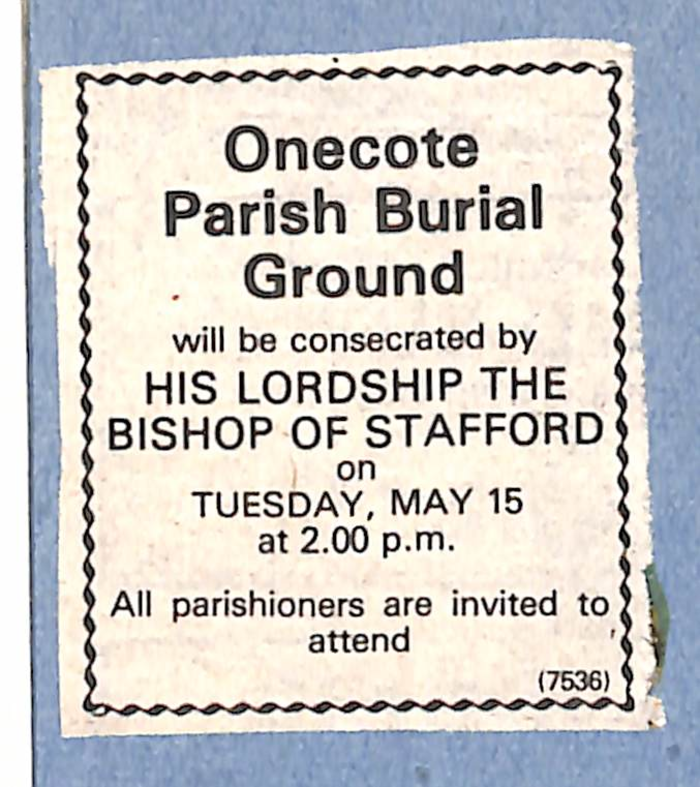 Onecote
Parish Burial
Ground
will be consecrated by
HIS LORDSHIP THE
BISHOP OF STAFFORD
on
TUESDAY, MAY 15
at 2.00 p.m.
All parishioners are invited to
attend
(7536)